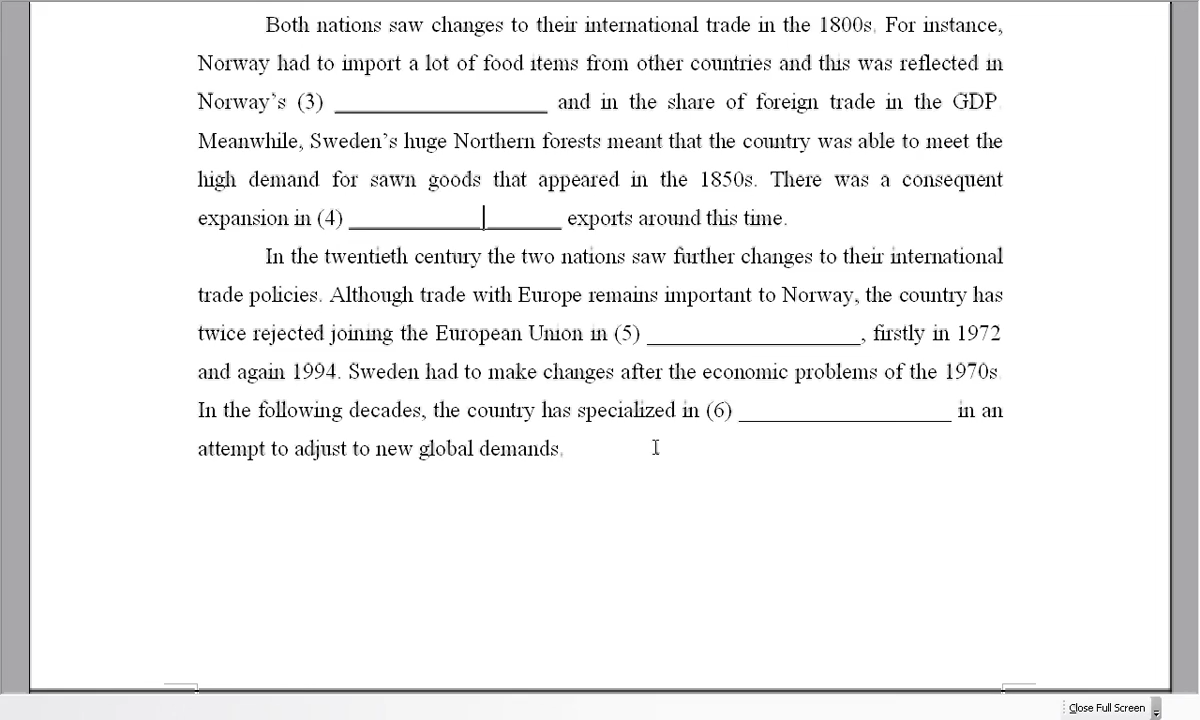 Both nations saw changes to their international trade in the 1800s. For instance,
Norway had to import a lot of food items from other countries and this was reflected in
Norway's (3) ____________________ and in the share of foreign trade in the GDP.
Meanwhile, Sweden's huge Northern forests meant that the country was able to meet the
high demand for sawn goods that appeared in the 1850s. There was a consequent
expansion in (4) ____________________ exports around this time.
In the twentieth century the two nations saw further changes to their international
trade policies. Although trade with Europe remains important to Norway, the country has
twice rejected joining the European Union in (5) ____________________, firstly in 1972
and again 1994. Sweden had to make changes after the economic problems of the 1970s.
In the following decades, the country has specialized in (6) ____________________ in an
attempt to adjust to new global demands.
Close Full Screen